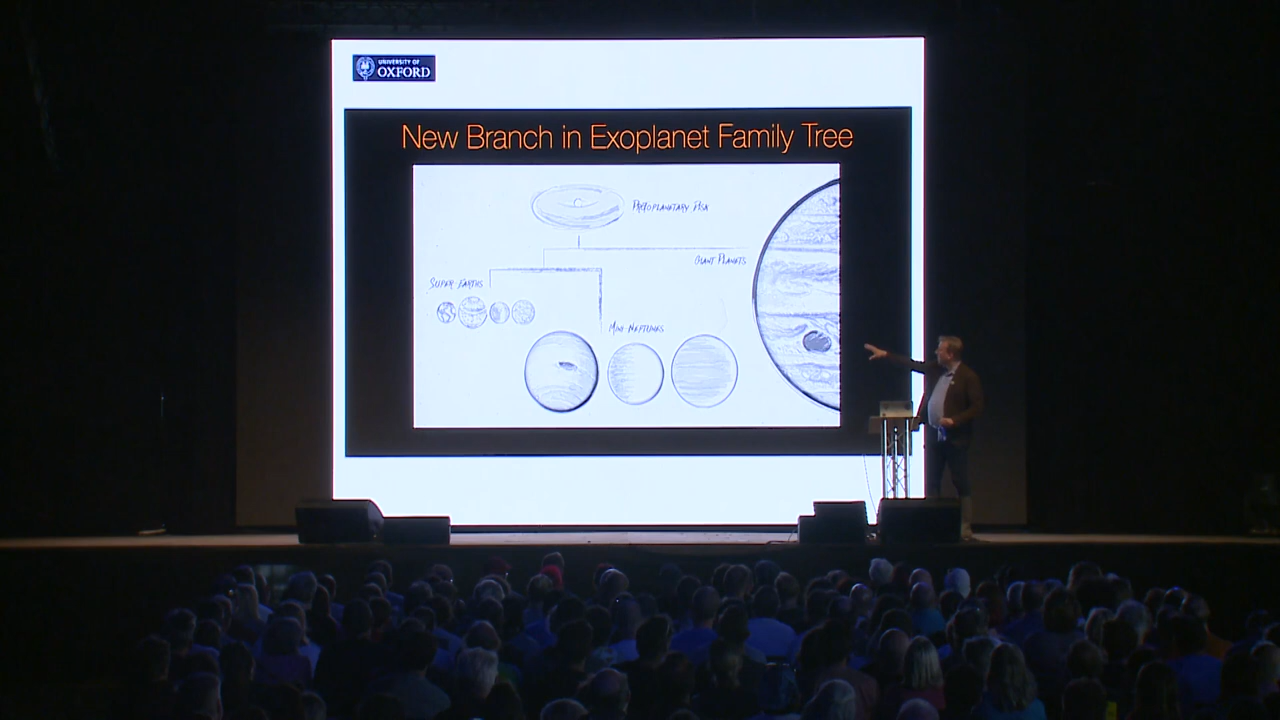 UNIVERSITY OF
OXFORD
New Branch in Exoplanet Family Tree
PROTOPLANETARY DISK
GIANT PLANETS
SUPER-EARTHS
MINI-NEPTUNES